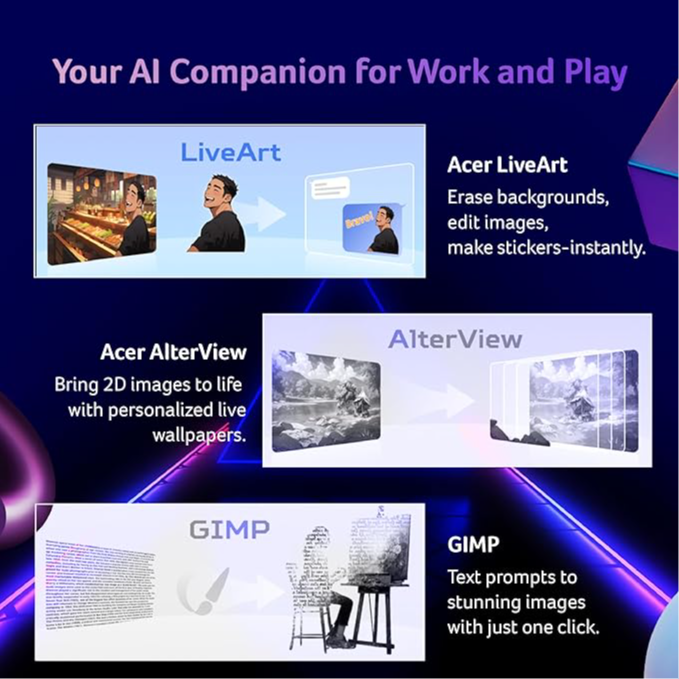 Your AI Companion for Work and Play
LiveArt
Bravo!
Acer LiveArt
Erase backgrounds,
edit images,
make stickers-instantly.
Acer AlterView
Bring 2D images to life
with personalized live
wallpapers.
AlterView
GIMP
GIMP
Text prompts to
stunning images
with just one click.